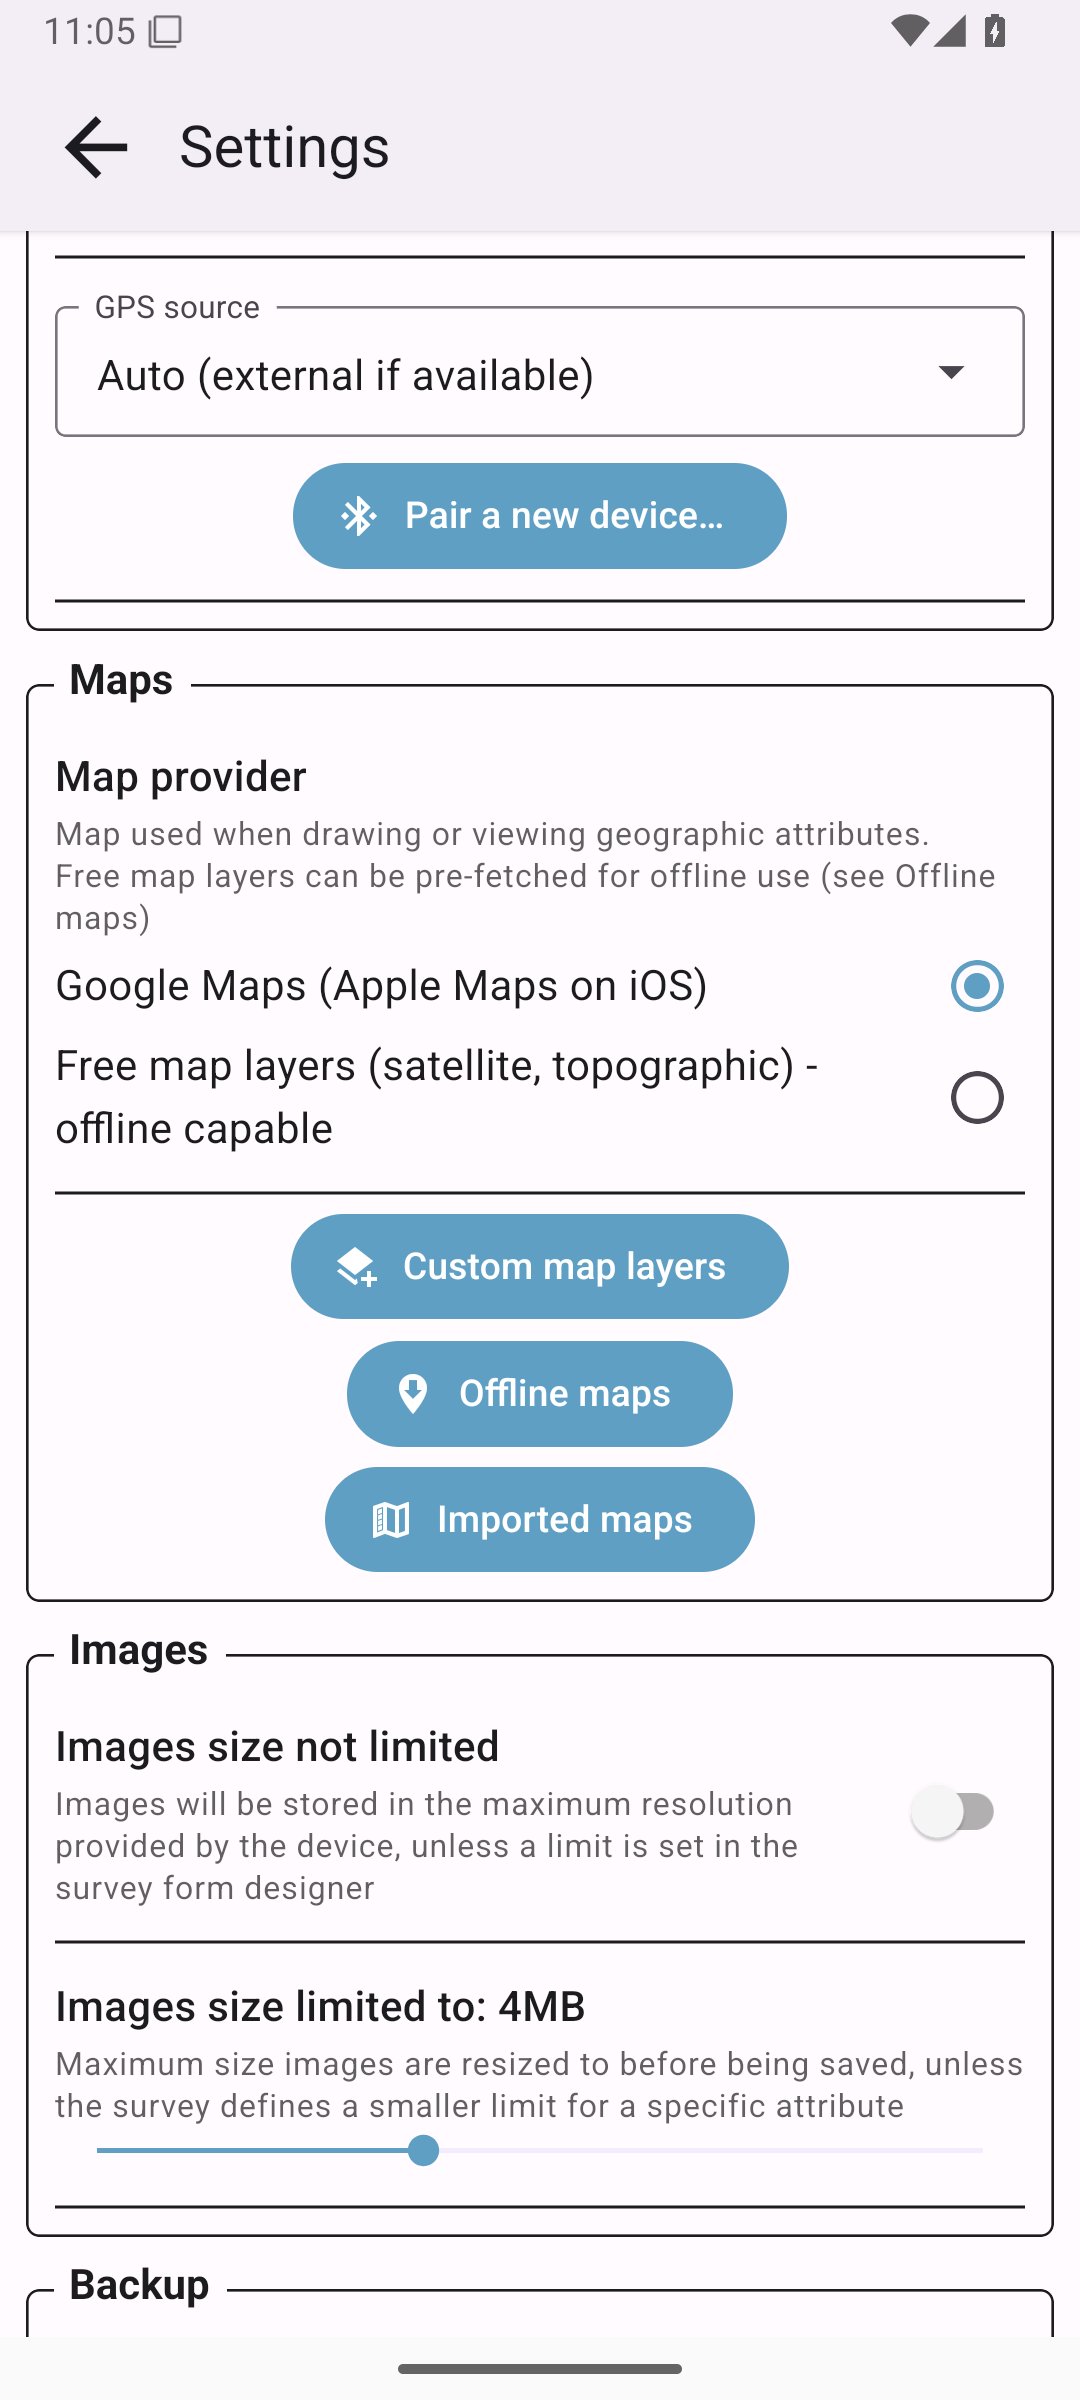 11:05
Settings
GPS source
Auto (external if available)
Pair a new device...
Maps
Map provider
Map used when drawing or viewing geographic attributes.
Free map layers can be pre-fetched for offline use (see Offline
maps)
Google Maps (Apple Maps on iOS)
Free map layers (satellite, topographic) -
offline capable
Custom map layers
Offline maps
Imported maps
Images
Images size not limited
Images will be stored in the maximum resolution
provided by the device, unless a limit is set in the
survey form designer
Images size limited to: 4MB
Maximum size images are resized to before being saved, unless
the survey defines a smaller limit for a specific attribute
Backup